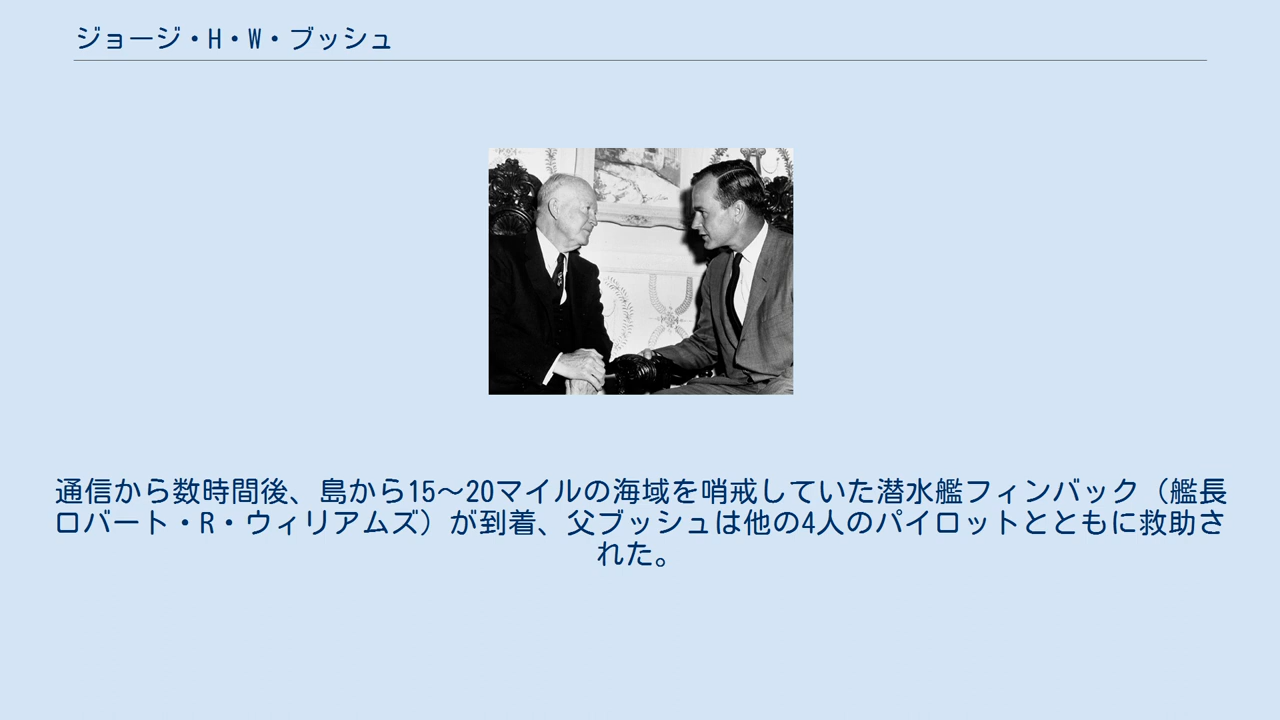 ジョージ・H・W・ブッシュ
通信から数時間後、島から15〜20マイルの海域を哨戒していた潜水艦フィンバック（艦長
ロバート・R・ウィリアムズ）が到着、父ブッシュは他の4人のパイロットとともに救助さ
れた。